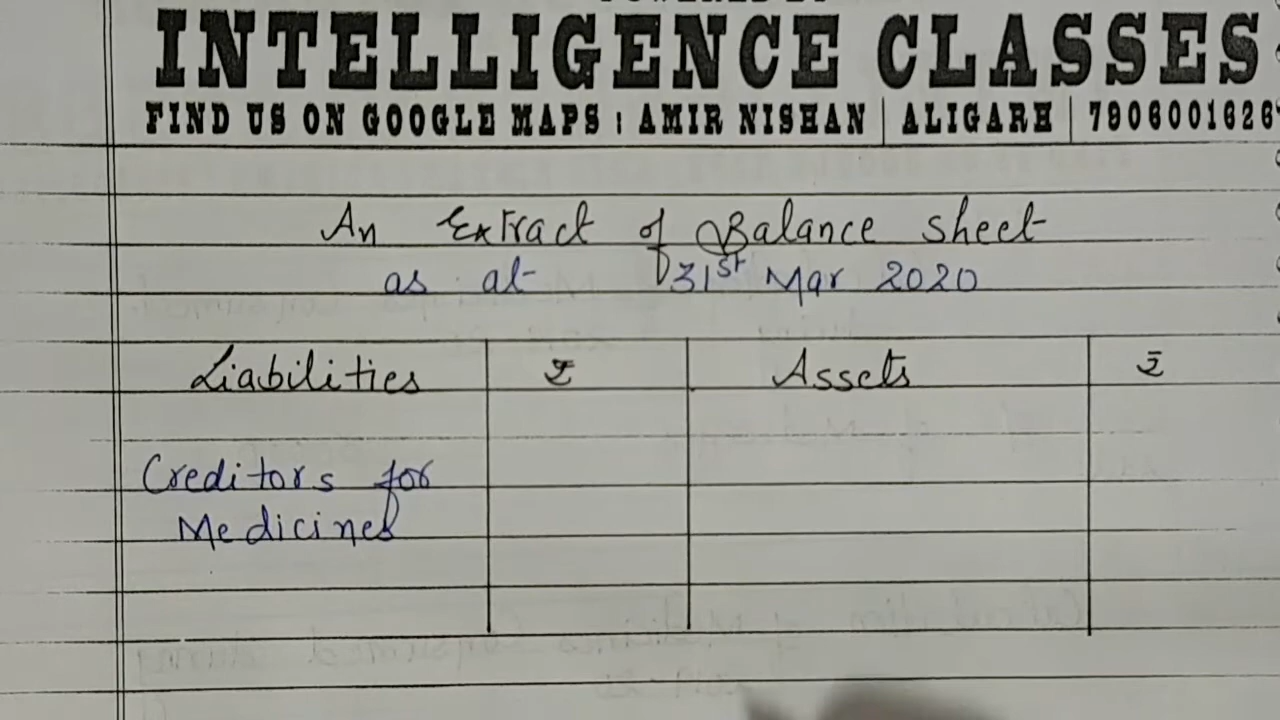 INTELLIGENCE CLASSES
FIND US ON GOOGLE MAPS : AMIR NISHAN | ALIGARH | 7906001626
An Extract of Balance Sheet
as at 31st Mar 2020
Liabilities ₹ Assets ₹
Creditors for
Medicines